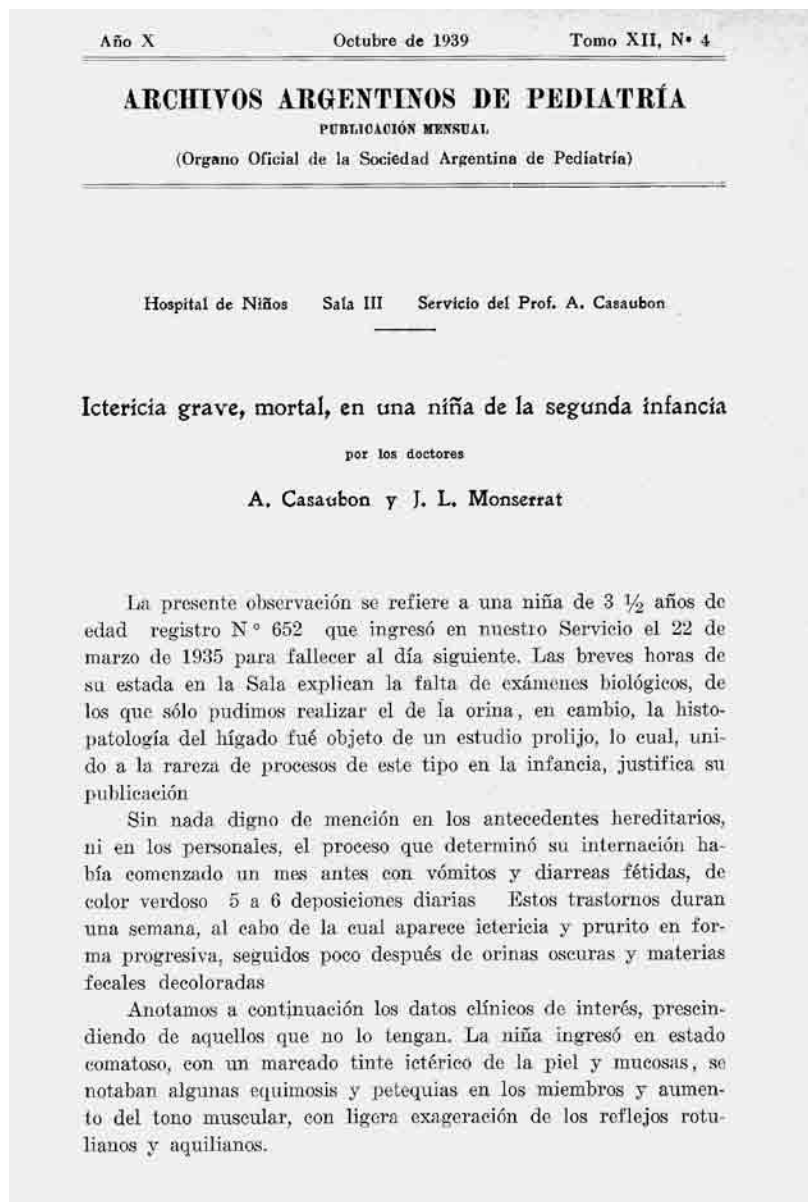 Año X Octubre de 1939 Tomo XII, N• 4
ARCHIVOS ARGENTINOS DE PEDIATRÍA
PUBLICACIÓN MENSUAL
(Organo Oficial de la Sociedad Argentina de Pediatría)
Hospital de Niños Sala III Servicio del Prof. A. Casaubon
Ictericia grave, mortal, en una niña de la segunda infancia
por los doctores
A. Casaubon y J. L. Monserrat
La presente observación se refiere a una niña de 3 ½ años de
edad registro N° 652 que ingresó en nuestro Servicio el 22 de
marzo de 1935 para fallecer al día siguiente. Las breves horas de
su estada en la Sala explican la falta de exámenes biológicos, de
los que sólo pudimos realizar el de la orina, en cambio, la histo-
patología del hígado fué objeto de un estudio prolijo, lo cual, uni-
do a la rareza de procesos de este tipo en la infancia, justifica su
publicación
Sin nada digno de mención en los antecedentes hereditarios,
ni en los personales, el proceso que determinó su internación ha-
bía comenzado un mes antes con vómitos y diarreas fétidas, de
color verdoso 5 a 6 deposiciones diarias Estos trastornos duran
una semana, al cabo de la cual aparece ictericia y prurito en for-
ma progresiva, seguidos poco después de orinas oscuras y materias
fecales decoloradas
Anotamos a continuación los datos clínicos de interés, prescin-
diendo de aquellos que no lo tengan. La niña ingresó en estado
comatoso, con un marcado tinte ictérico de la piel y mucosas, se
notaban algunas equimosis y petequias en los miembros y aumen-
to del tono muscular, con ligera exageración de los reflejos rotu-
lianos y aquilianos.